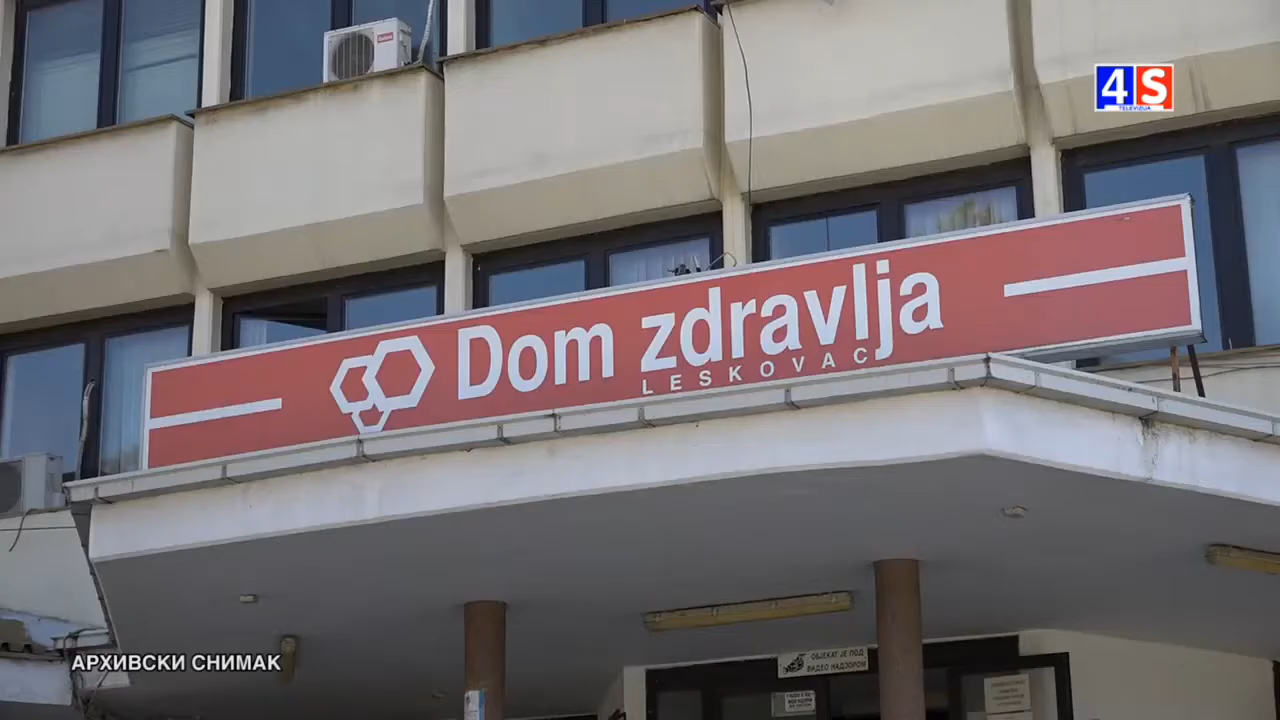 4S
TELEVIZIJA
Dom zdravlja
LESKOVAC
ОБЈЕКАТ ЈЕ ПОД
ВИДЕО НАДЗОРОМ
АРХИВСКИ СНИМАК